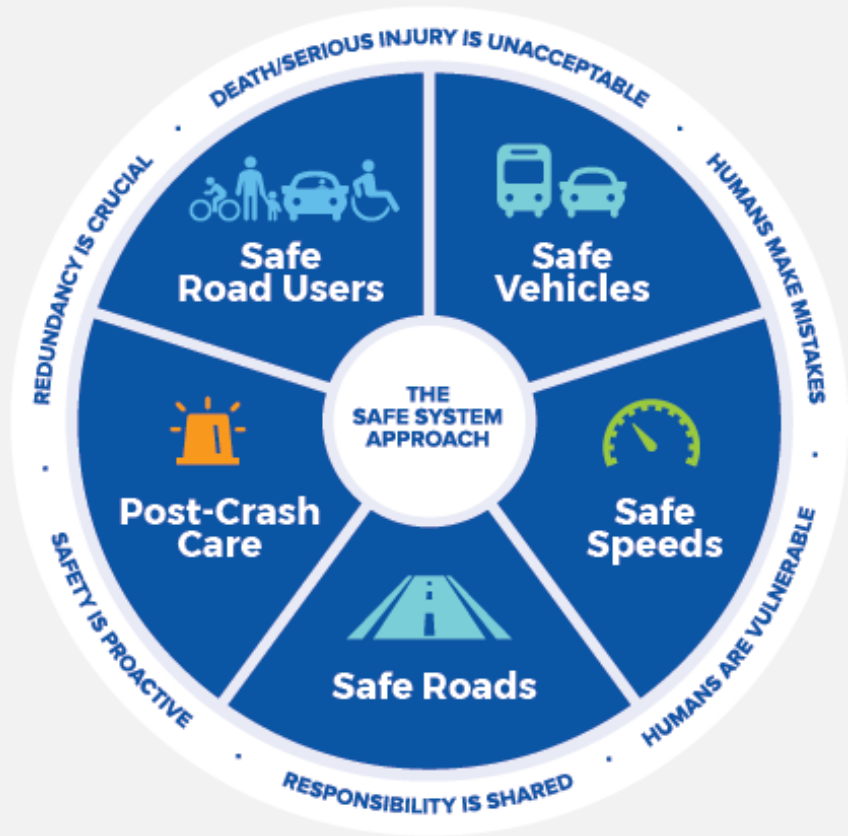 DEATH/SERIOUS INJURY IS UNACCEPTABLE
HUMANS MAKE MISTAKES
HUMANS ARE VULNERABLE
RESPONSIBILITY IS SHARED
SAFETY IS PROACTIVE
REDUNDANCY IS CRUCIAL
Safe
Road Users
Safe
Vehicles
THE
SAFE SYSTEM
APPROACH
Post-Crash
Care
Safe
Speeds
Safe Roads